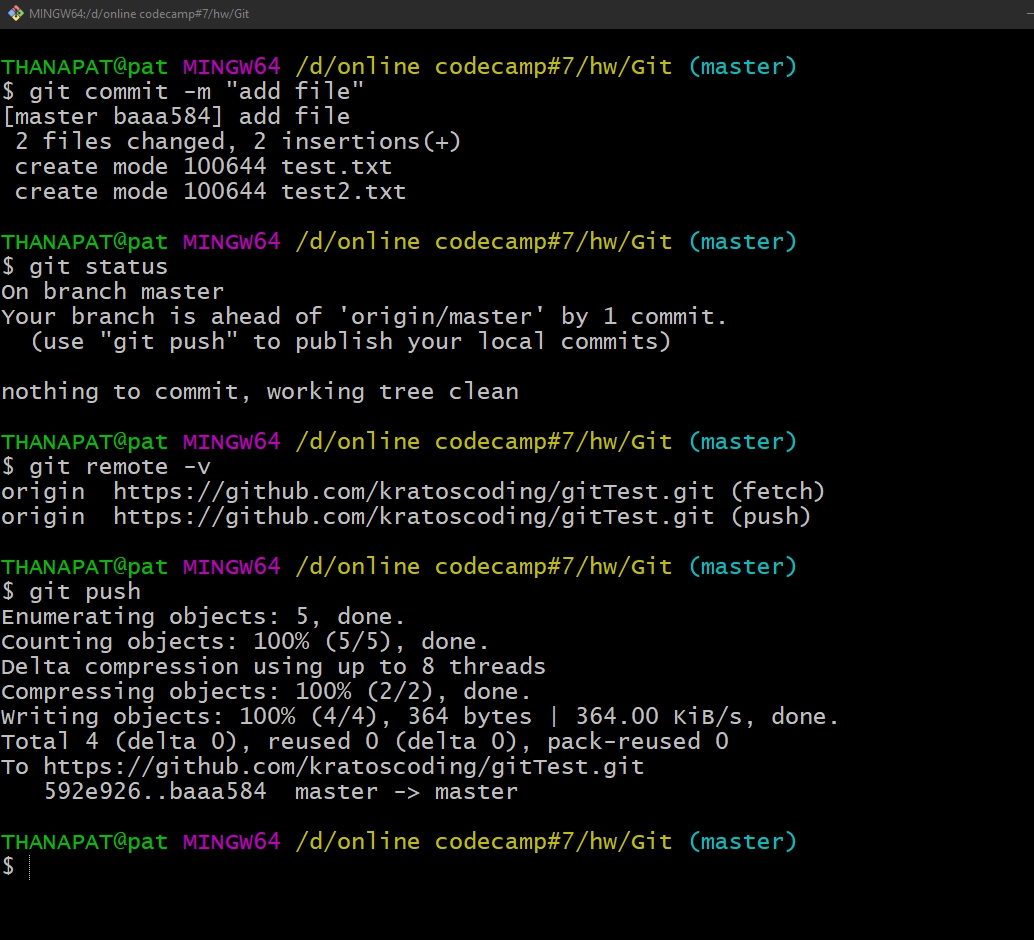 MINGW64:/d/online codecamp#7/hw/Git
THANAPAT@pat MINGW64 /d/online codecamp#7/hw/Git (master)
$ git commit -m "add file"
[master baaa584] add file
 2 files changed, 2 insertions(+)
 create mode 100644 test.txt
 create mode 100644 test2.txt
THANAPAT@pat MINGW64 /d/online codecamp#7/hw/Git (master)
$ git status
On branch master
Your branch is ahead of 'origin/master' by 1 commit.
  (use "git push" to publish your local commits)
nothing to commit, working tree clean
THANAPAT@pat MINGW64 /d/online codecamp#7/hw/Git (master)
$ git remote -v
origin  https://github.com/kratoscoding/gitTest.git (fetch)
origin  https://github.com/kratoscoding/gitTest.git (push)
THANAPAT@pat MINGW64 /d/online codecamp#7/hw/Git (master)
$ git push
Enumerating objects: 5, done.
Counting objects: 100% (5/5), done.
Delta compression using up to 8 threads
Compressing objects: 100% (2/2), done.
Writing objects: 100% (4/4), 364 bytes | 364.00 KiB/s, done.
Total 4 (delta 0), reused 0 (delta 0), pack-reused 0
To https://github.com/kratoscoding/gitTest.git
   592e926..baaa584  master -> master
THANAPAT@pat MINGW64 /d/online codecamp#7/hw/Git (master)
$